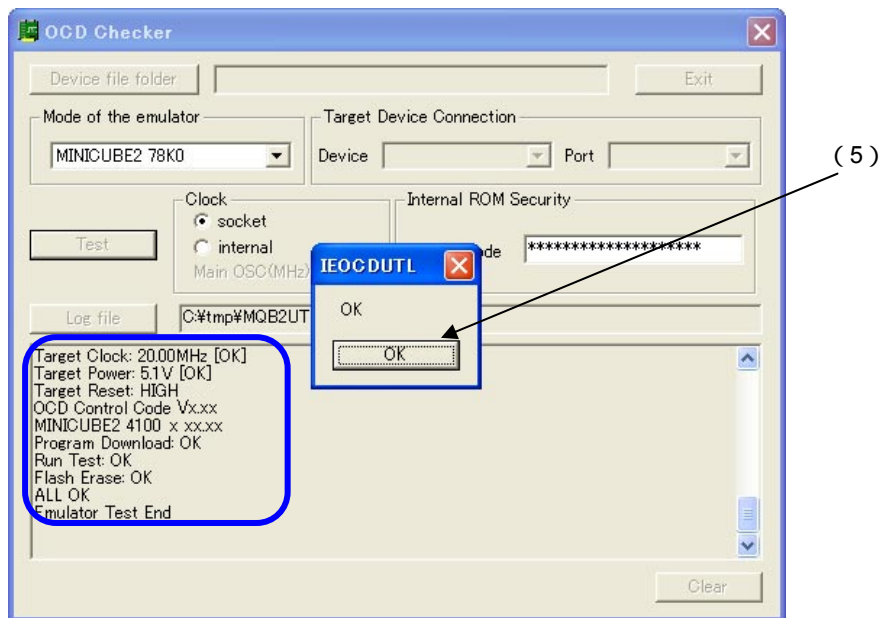 OCD Checker
Device file folder
Exit
Mode of the emulator
MINICUBE2 78K0
Target Device Connection
Device
Port
(5)
Test
Clock
socket
internal
Main OSC(MHz)
Internal ROM Security
de
********************
IEOCDUTL
OK
OK
Log file
C:¥tmp¥MQB2UT
Target Clock: 20.00MHz [OK]
Target Power: 5.1V [OK]
Target Reset: HIGH
OCD Control Code Vx.xx
MINICUBE2 4100 x xx.xx
Program Download: OK
Run Test: OK
Flash Erase: OK
ALL OK
Emulator Test End
Clear